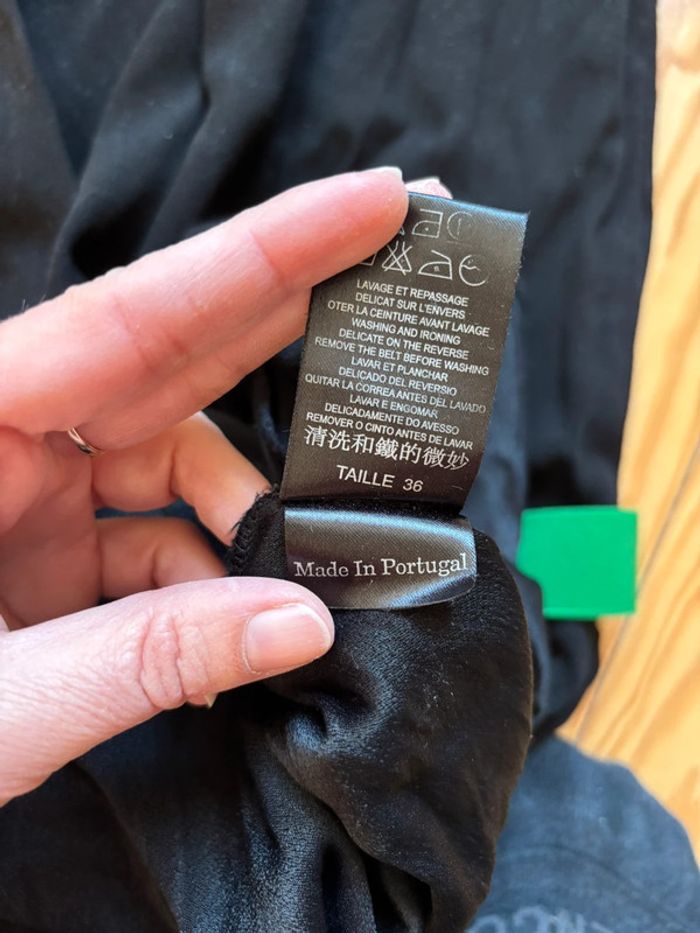 LAVAGE ET REPASSAGE
DELICAT SUR L'ENVERS
OTER LA CEINTURE AVANT LAVAGE
WASHING AND IRONING
DELICATE ON THE REVERSE
REMOVE THE BELT BEFORE WASHING
LAVAR ET PLANCHAR
DELICADO DEL REVERSIO
QUITAR LA CORREA ANTES DEL LAVADO
LAVAR E ENGOMAR
DELICADAMENTE DO AVESSO
REMOVER O CINTO ANTES DE LAVAR
清洗和鐵的微妙
TAILLE 36
Made In Portugal